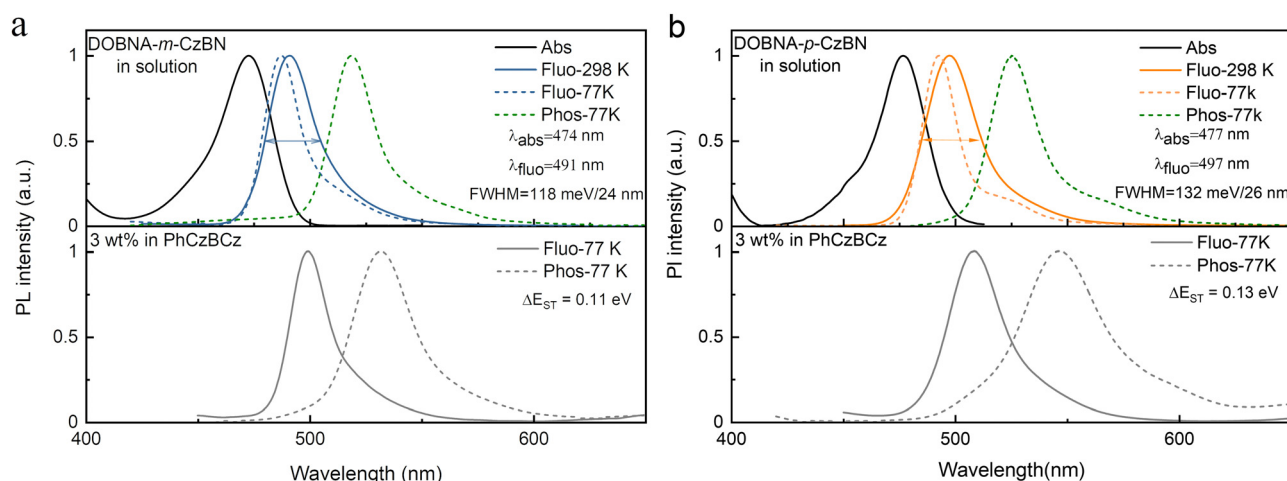 a
DOBNA-m-CzBN
in solution
Abs
Fluo-298 K
Fluo-77K
Phos-77K
λabs=474 nm
λfluo=491 nm
FWHM=118 meV/24 nm
1
0.5
0
3 wt% in PhCzBCz
Fluo-77 K
Phos-77 K
ΔEST = 0.11 eV
1
0.5
0
PL intensity (a.u.)
400
500
600
Wavelength (nm)
b
DOBNA-p-CzBN
in solution
Abs
Fluo-298 K
Fluo-77k
Phos-77k
λabs=477 nm
λfluo=497 nm
FWHM=132 meV/26 nm
1
0.5
0
3 wt% in PhCzBCz
Fluo-77K
Phos-77K
ΔEST = 0.13 eV
1
0.5
0
Pl intensity (a.u.)
400
500
600
Wavelength(nm)